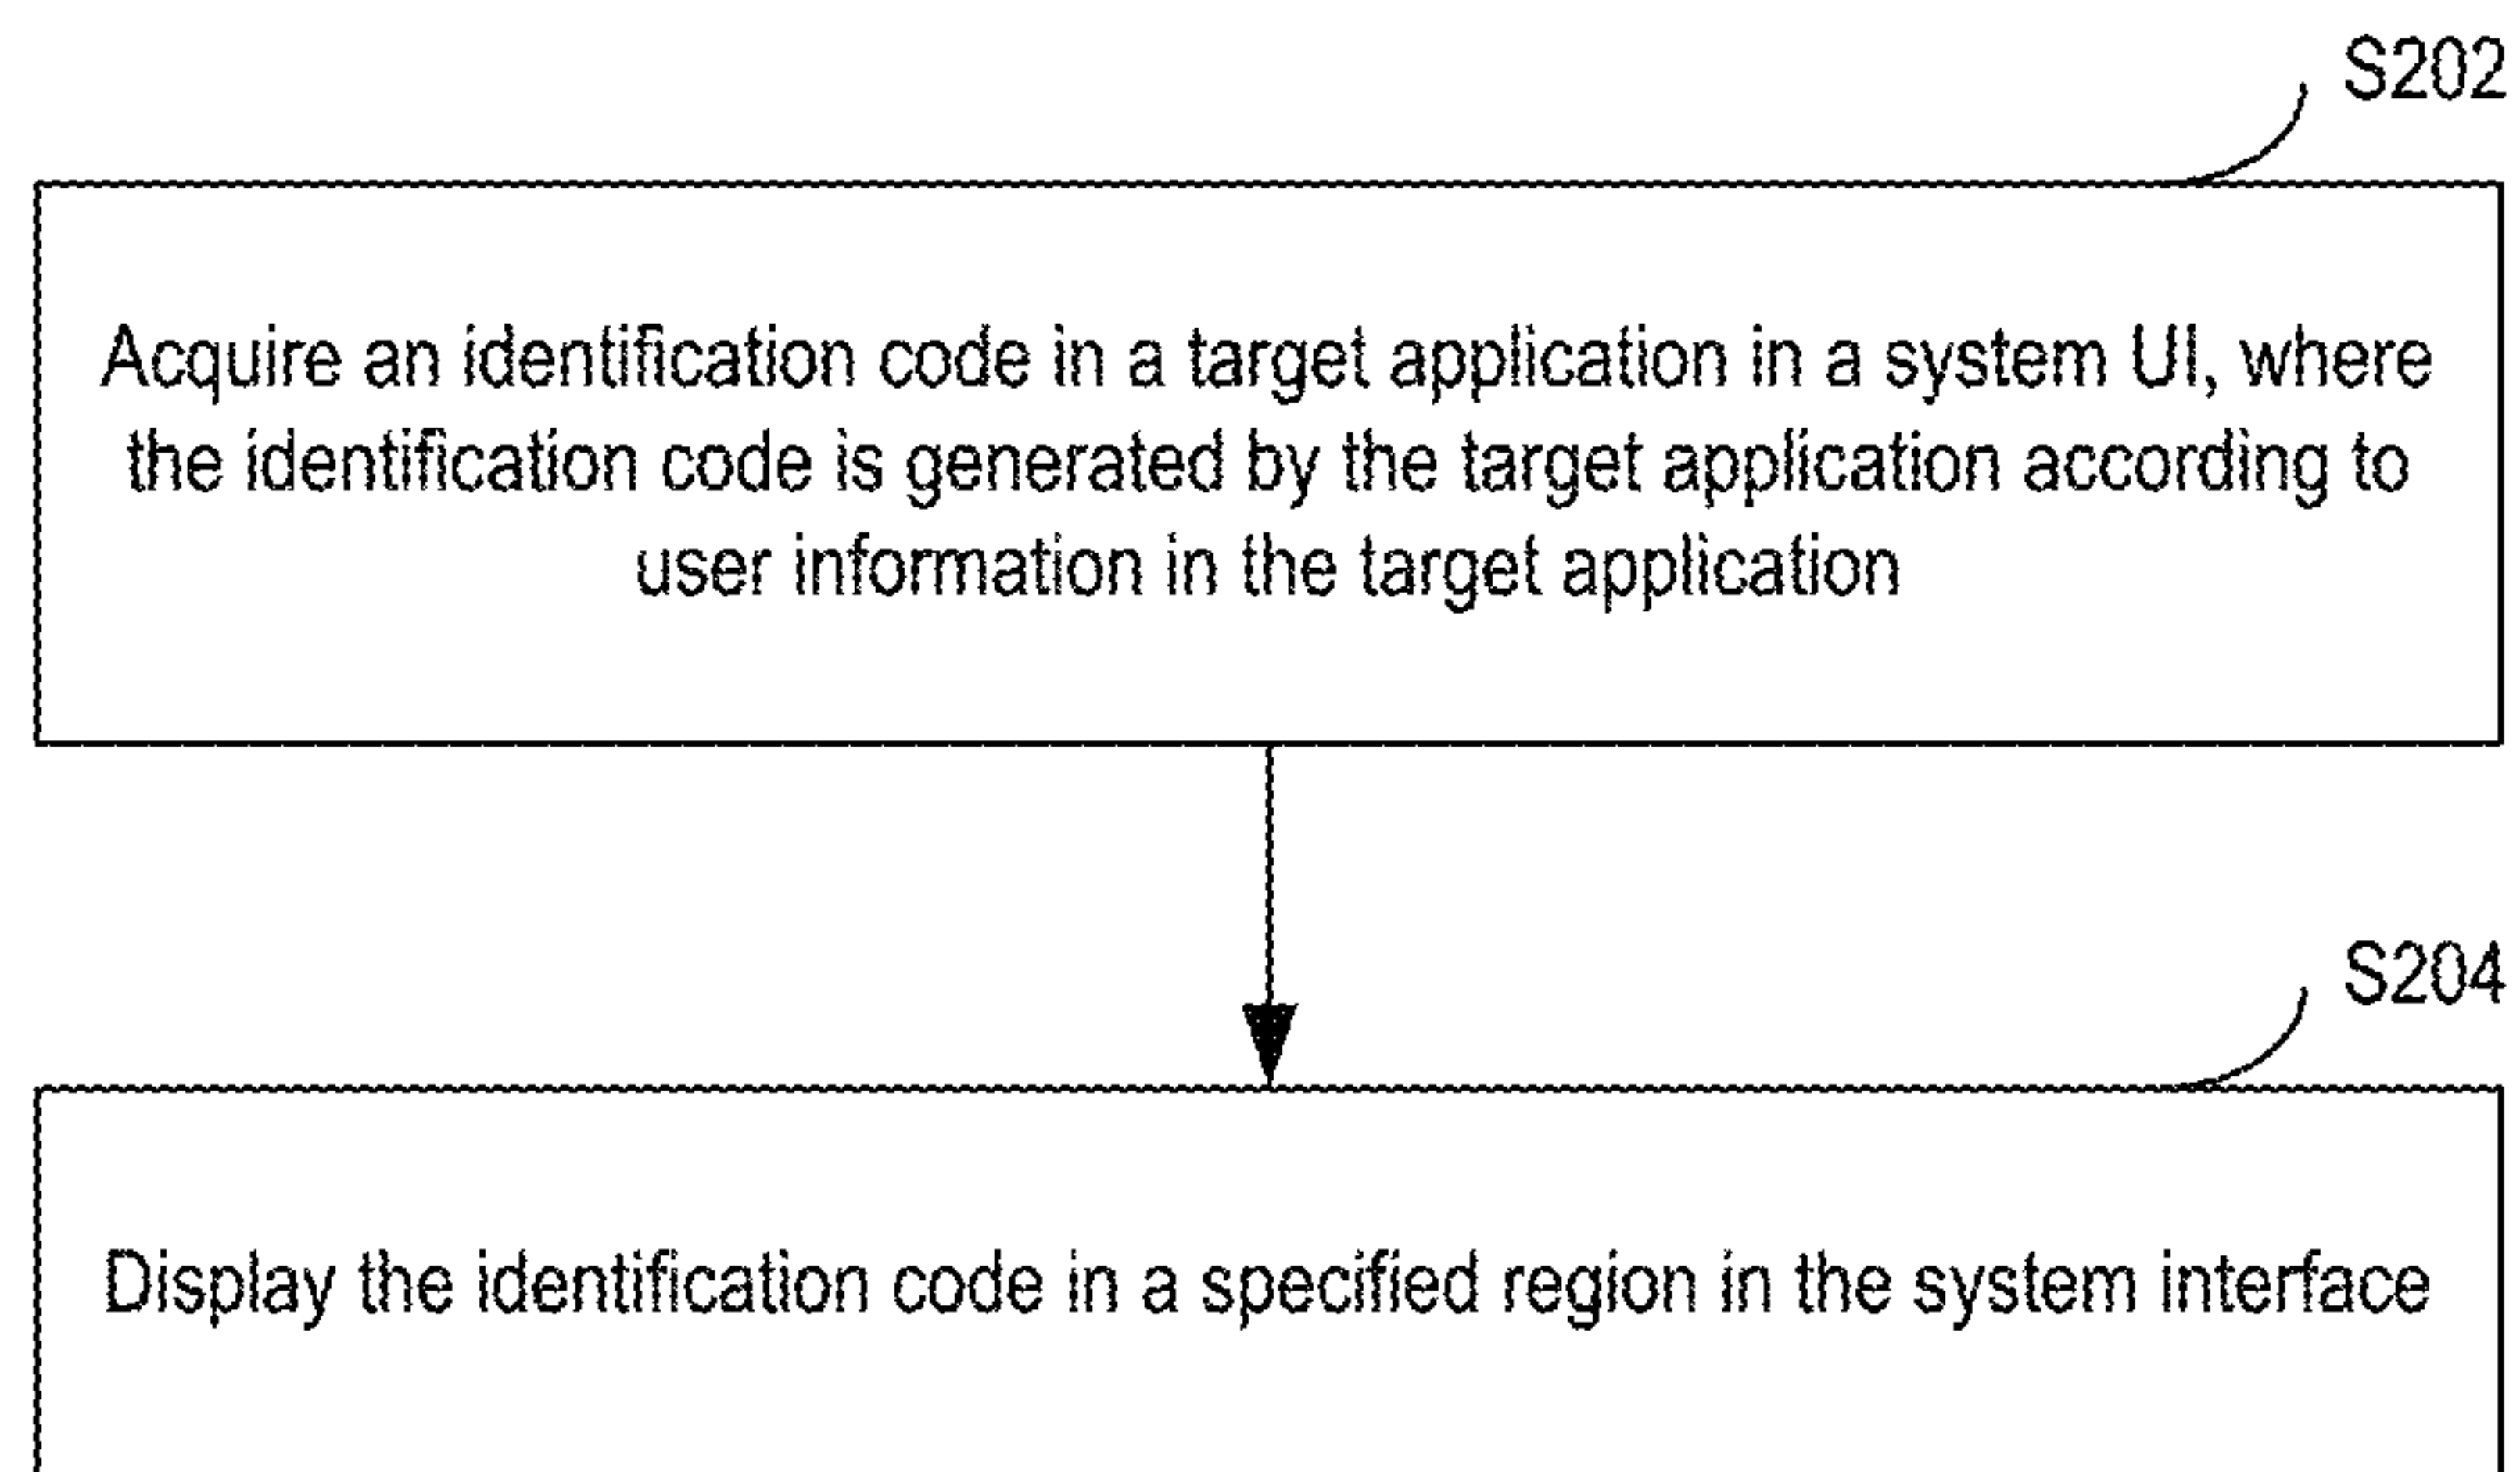 S202
Acquire an identification code in a target application in a system UI, where
the identification code is generated by the target application according to
user information in the target application
S204
Display the identification code in a specified region in the system interface